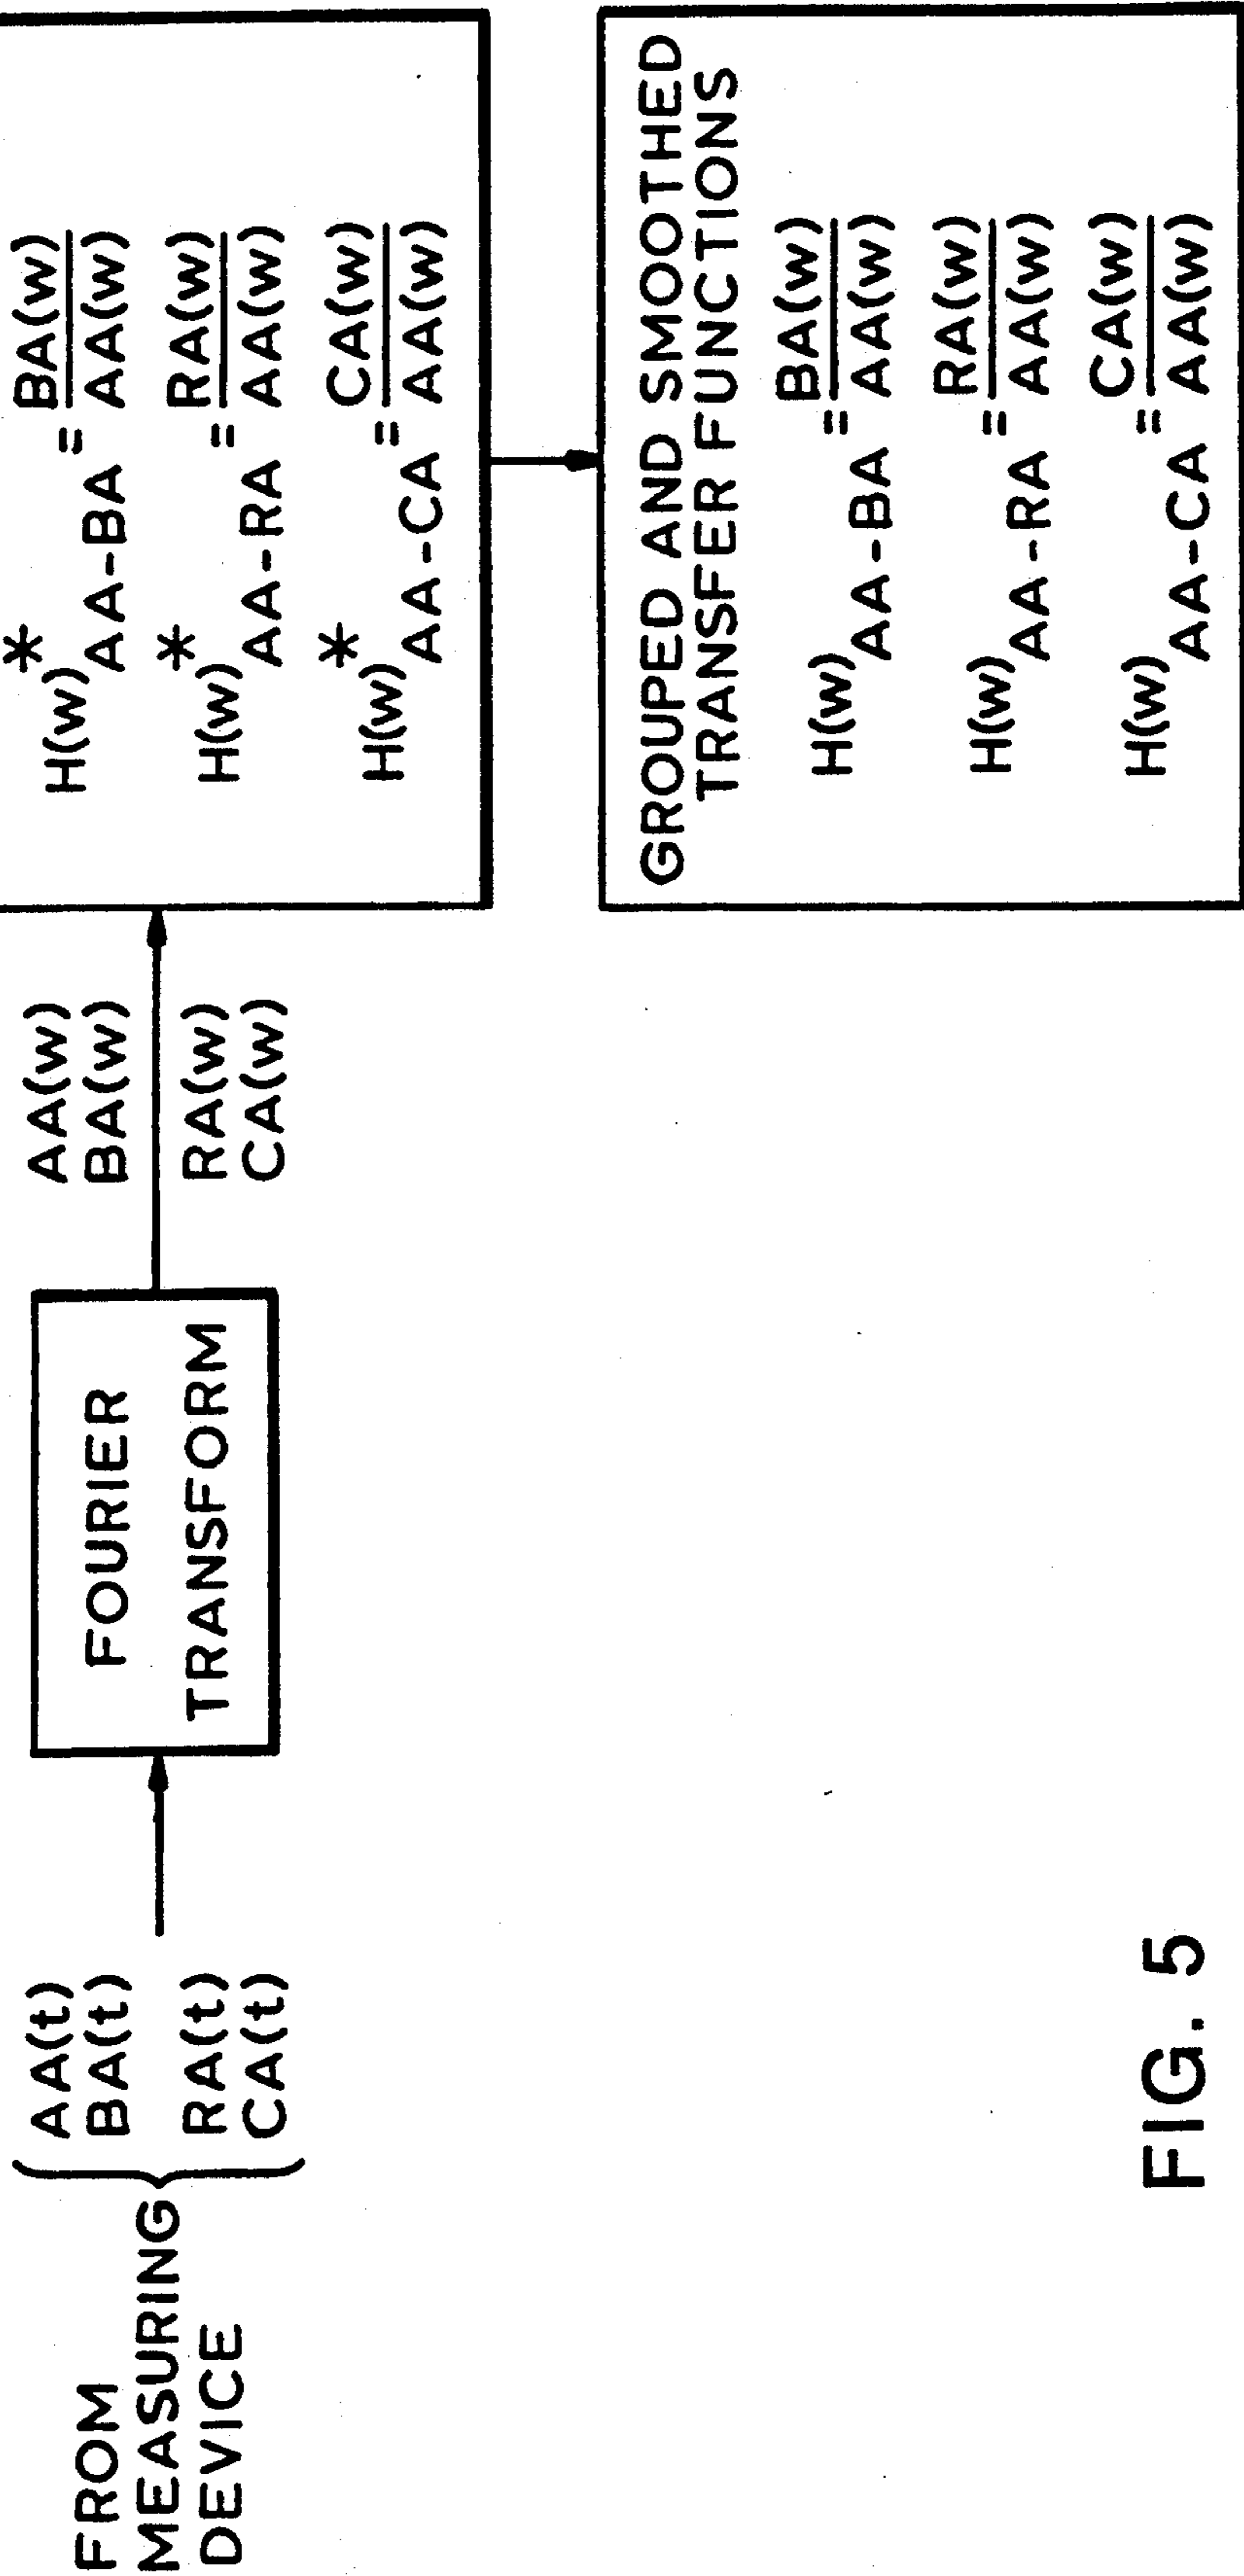 FROM
MEASURING
DEVICE
AA(t)
BA(t)
RA(t)
CA(t)
FOURIER
TRANSFORM
AA(w)
BA(w)
RA(w)
CA(w)
H(w)* AA-BA = BA(w)/AA(w)
H(w)* AA-RA = RA(w)/AA(w)
H(w)* AA-CA = CA(w)/AA(w)
GROUPED AND SMOOTHED
TRANSFER FUNCTIONS
H(w) AA-BA = BA(w)/AA(w)
H(w) AA-RA = RA(w)/AA(w)
H(w) AA-CA = CA(w)/AA(w)
FIG. 5